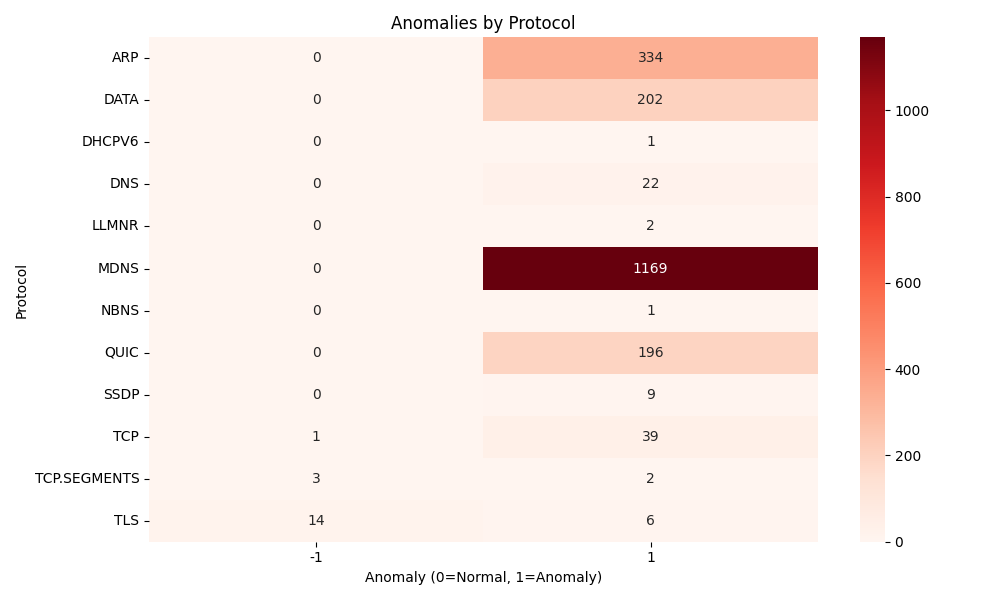 Anomalies by Protocol
ARP 0 334
DATA 0 202
DHCPV6 0 1
DNS 0 22
LLMNR 0 2
MDNS 0 1169
NBNS 0 1
QUIC 0 196
SSDP 0 9
TCP 1 39
TCP.SEGMENTS 3 2
TLS 14 6
-1 1
Anomaly (0=Normal, 1=Anomaly)
Protocol
1000
800
600
400
200
0